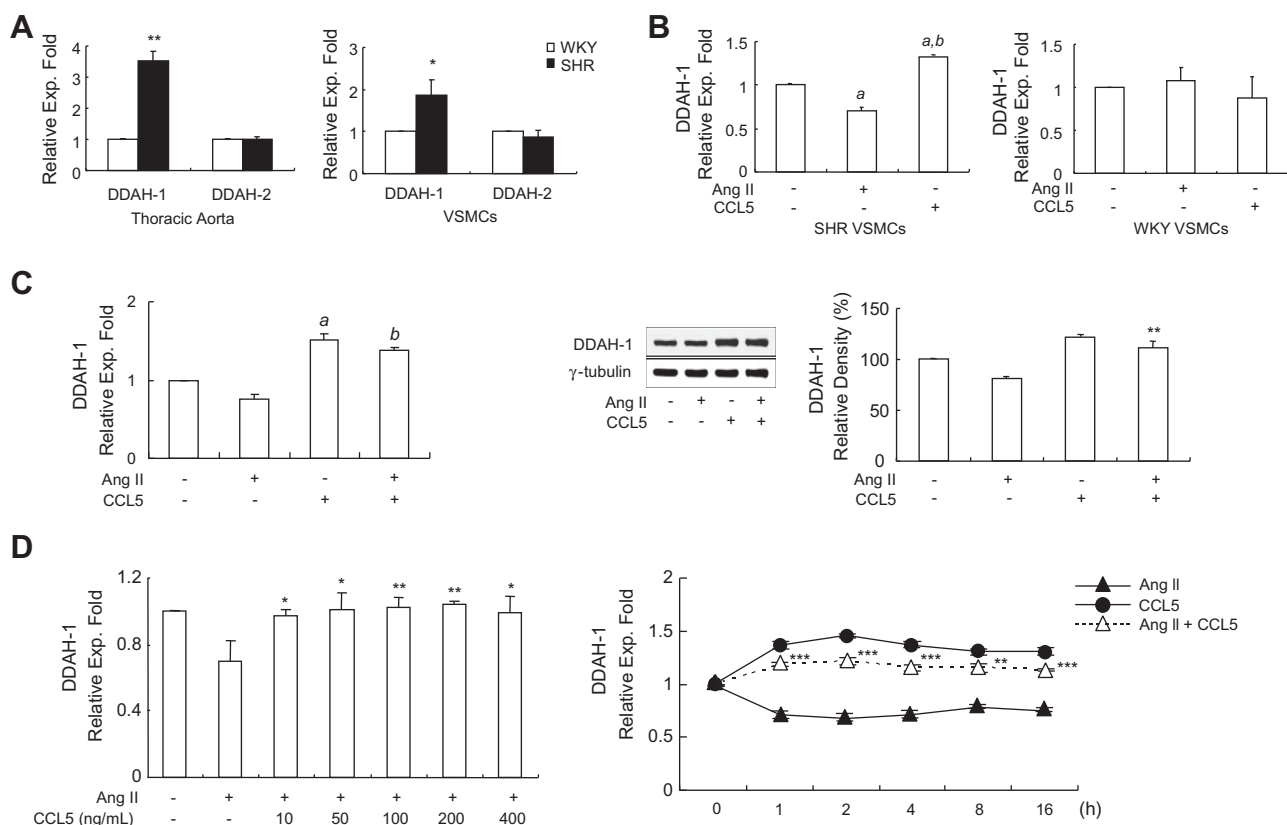 A
Relative Exp. Fold
4
3
2
1
0
**
DDAH-1 DDAH-2
Thoracic Aorta
Relative Exp. Fold
3
2
1
0
*
WKY
SHR
DDAH-1 DDAH-2
VSMCs
B
DDAH-1
Relative Exp. Fold
1.5
1
0.5
0
a
a,b
Ang II - + -
CCL5 - - +
SHR VSMCs
DDAH-1
Relative Exp. Fold
1.5
1
0.5
0
- + -
- - +
WKY VSMCs
C
DDAH-1
Relative Exp. Fold
2
1
0
a
b
Ang II - + - +
CCL5 - - + +
DDAH-1
γ-tubulin
Ang II - + - +
CCL5 - - + +
DDAH-1
Relative Density (%)
150
100
50
0
**
Ang II - + - +
CCL5 - - + +
D
DDAH-1
Relative Exp. Fold
1.2
0.8
0.4
0
* * ** ** *
Ang II - + + + + + +
CCL5 (ng/mL) - - 10 50 100 200 400
DDAH-1
Relative Exp. Fold
2
1.5
1
0.5
0
*** *** *** ** ***
Ang II
CCL5
Ang II + CCL5
0 1 2 4 8 16 (h)